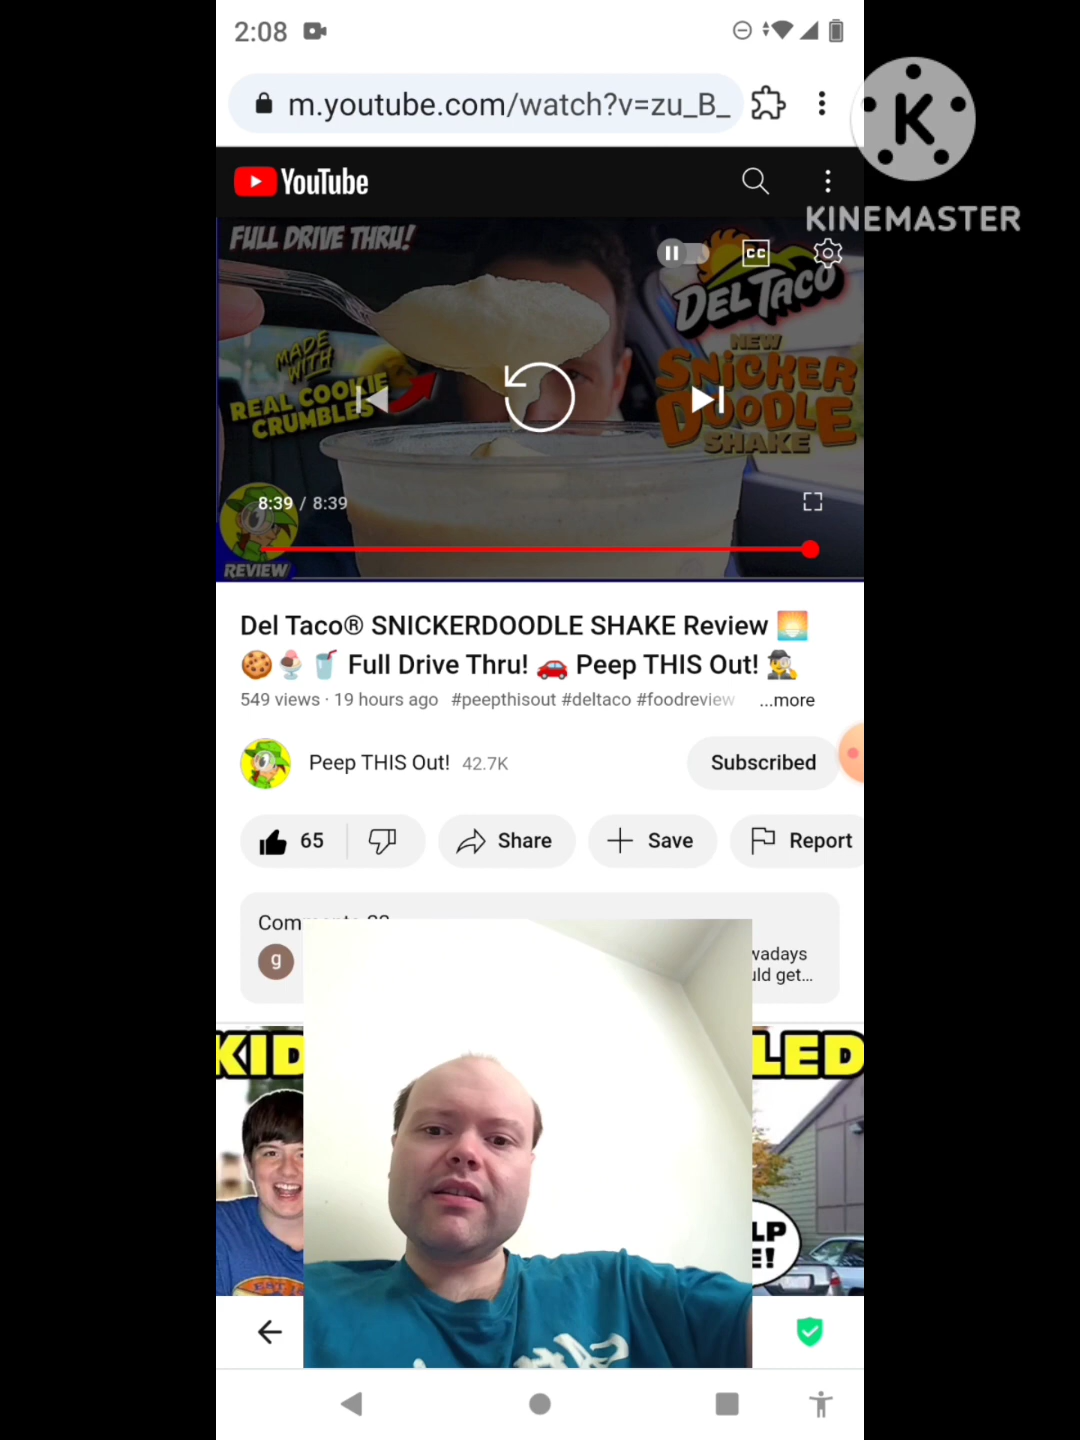 2:08
m.youtube.com/watch?v=zu_B_
K
KINEMASTER
YouTube
FULL DRIVE THRU!
CC
DEL TACO
NEW
SNICKER
DOODLE
SHAKE
MADE
WITH
REAL COOKIE
CRUMBLES
8:39 / 8:39
REVIEW
Del Taco® SNICKERDOODLE SHAKE Review 🌅
🍪🍨🥤 Full Drive Thru! 🚗 Peep THIS Out! 🕵️
549 views · 19 hours ago #peepthisout #deltaco #foodreview ...more
Peep THIS Out! 42.7K
Subscribed
65
Share
Save
Report
g
get...
KID
LED